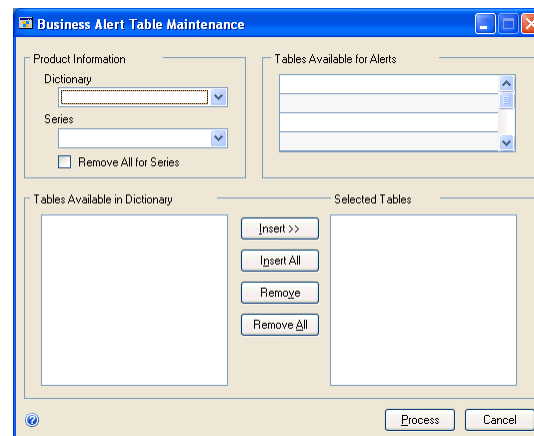 Business Alert Table Maintenance
Product Information
Dictionary
Series
Remove All for Series
Tables Available for Alerts
Tables Available in Dictionary
Insert >>
Insert All
Remove
Remove All
Selected Tables
Process
Cancel